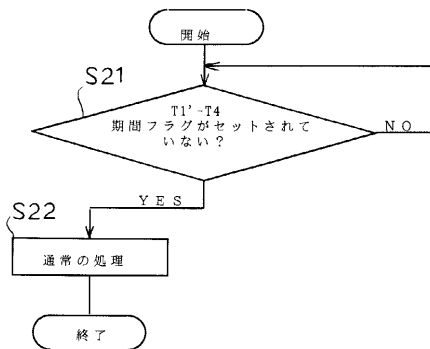 開始
S21
T1'-T4
期間フラグがセットされて
いない？
NO
YES
S22
通常の処理
終了